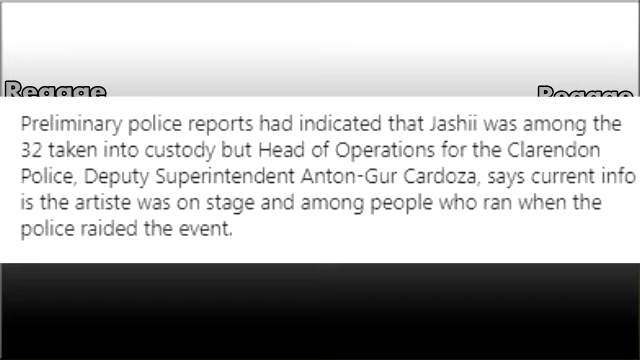 Reggae Reggae
Preliminary police reports had indicated that Jashii was among the
32 taken into custody but Head of Operations for the Clarendon
Police, Deputy Superintendent Anton-Gur Cardoza, says current info
is the artiste was on stage and among people who ran when the
police raided the event.